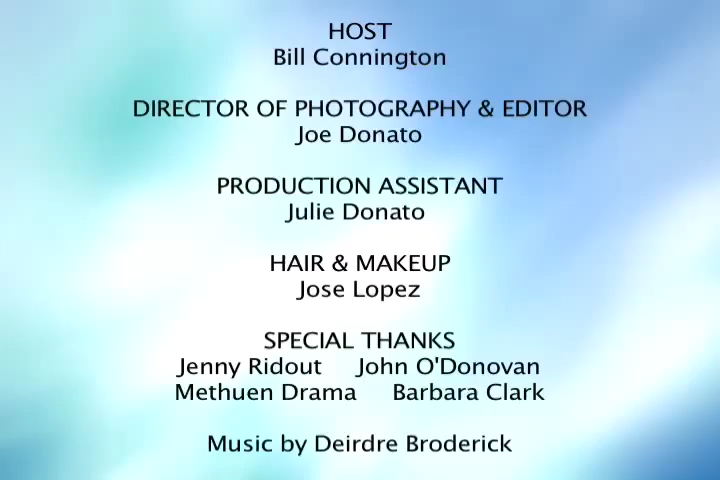 HOST
Bill Connington
DIRECTOR OF PHOTOGRAPHY & EDITOR
Joe Donato
PRODUCTION ASSISTANT
Julie Donato
HAIR & MAKEUP
Jose Lopez
SPECIAL THANKS
Jenny Ridout John O'Donovan
Methuen Drama Barbara Clark
Music by Deirdre Broderick